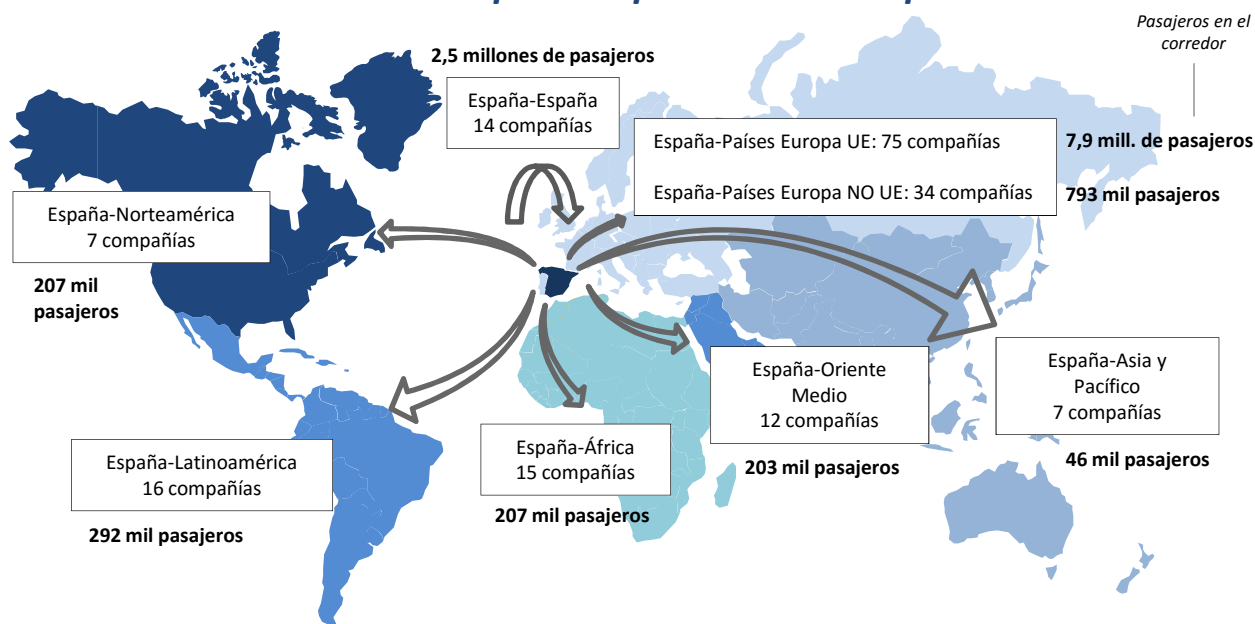 Pasajeros en el
corredor
2,5 millones de pasajeros
España-España
14 compañías
España-Países Europa UE: 75 compañías
7,9 mill. de pasajeros
España-Países Europa NO UE: 34 compañías
793 mil pasajeros
España-Norteamérica
7 compañías
207 mil
pasajeros
España-Oriente
Medio
12 compañías
203 mil pasajeros
España-Asia y
Pacífico
7 compañías
46 mil pasajeros
España-Latinoamérica
16 compañías
292 mil pasajeros
España-África
15 compañías
207 mil pasajeros